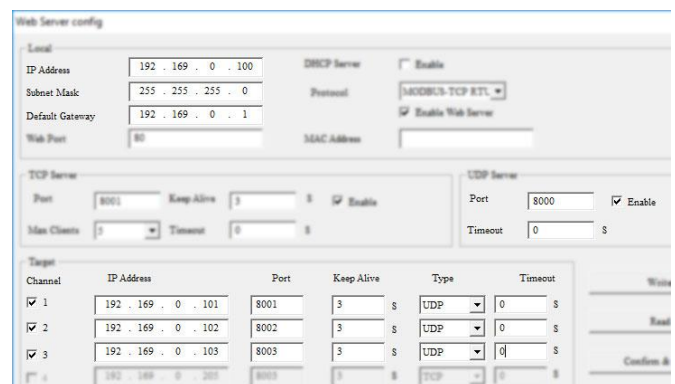 Web Server config
Local
IP Address 192 . 169 . 0 . 100 DHCP Server Enable
Subnet Mask 255 . 255 . 255 . 0 Protocol MODBUS-TCP RTU
Default Gateway 192 . 169 . 0 . 1 Enable Web Server
Web Port 80 MAC Address
TCP Server UDP Server
Port 8001 Keep Alive 3 S Enable Port 8000 Enable
Max Clients 5 Timeout 0 S Timeout 0 S
Target
Channel IP Address Port Keep Alive Type Timeout
1 192 . 169 . 0 . 101 8001 3 S UDP 0 S Write
2 192 . 169 . 0 . 102 8002 3 S UDP 0 S Read
3 192 . 169 . 0 . 103 8003 3 S UDP 0 S Confirm &
4 192 . 169 . 0 . 205 8003 3 S TCP 0 S